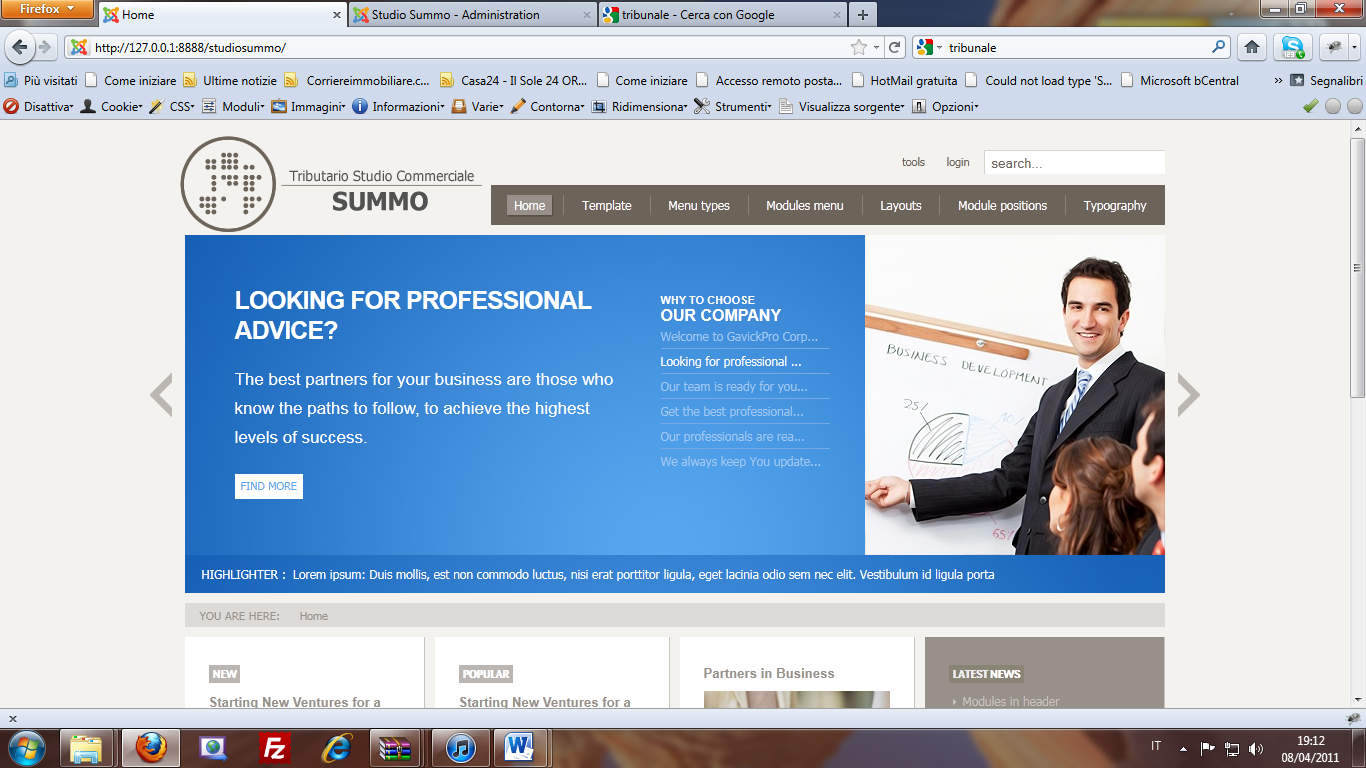 Firefox
Home
Studio Summo - Administration
tribunale - Cerca con Google
http://127.0.0.1:8888/studiosummo/
tribunale
Più visitati
Come iniziare
Ultime notizie
Corriereimmobiliare.c...
Casa24 - Il Sole 24 OR...
Come iniziare
Accesso remoto posta...
HotMail gratuita
Could not load type 'S...
Microsoft bCentral
»
Segnalibri
Disattiva
Cookie
CSS
Moduli
Immagini
Informazioni
Varie
Contorna
Ridimensiona
Strumenti
Visualizza sorgente
Opzioni
tools
login
search...
Tributario Studio Commerciale
SUMMO
Home
Template
Menu types
Modules menu
Layouts
Module positions
Typography
LOOKING FOR PROFESSIONAL
ADVICE?
The best partners for your business are those who
know the paths to follow, to achieve the highest
levels of success.
FIND MORE
WHY TO CHOOSE
OUR COMPANY
Welcome to GavickPro Corp...
Looking for professional ...
Our team is ready for you...
Get the best professional...
Our professionals are rea...
We always keep You update...
BUSINESS DEVELOPMENT
25%
10%
65%
HIGHLIGHTER : Lorem ipsum: Duis mollis, est non commodo luctus, nisi erat porttitor ligula, eget lacinia odio sem nec elit. Vestibulum id ligula porta
YOU ARE HERE: Home
NEW
Starting New Ventures for a
POPULAR
Starting New Ventures for a
Partners in Business
LATEST NEWS
Modules in header
IT
19:12
08/04/2011